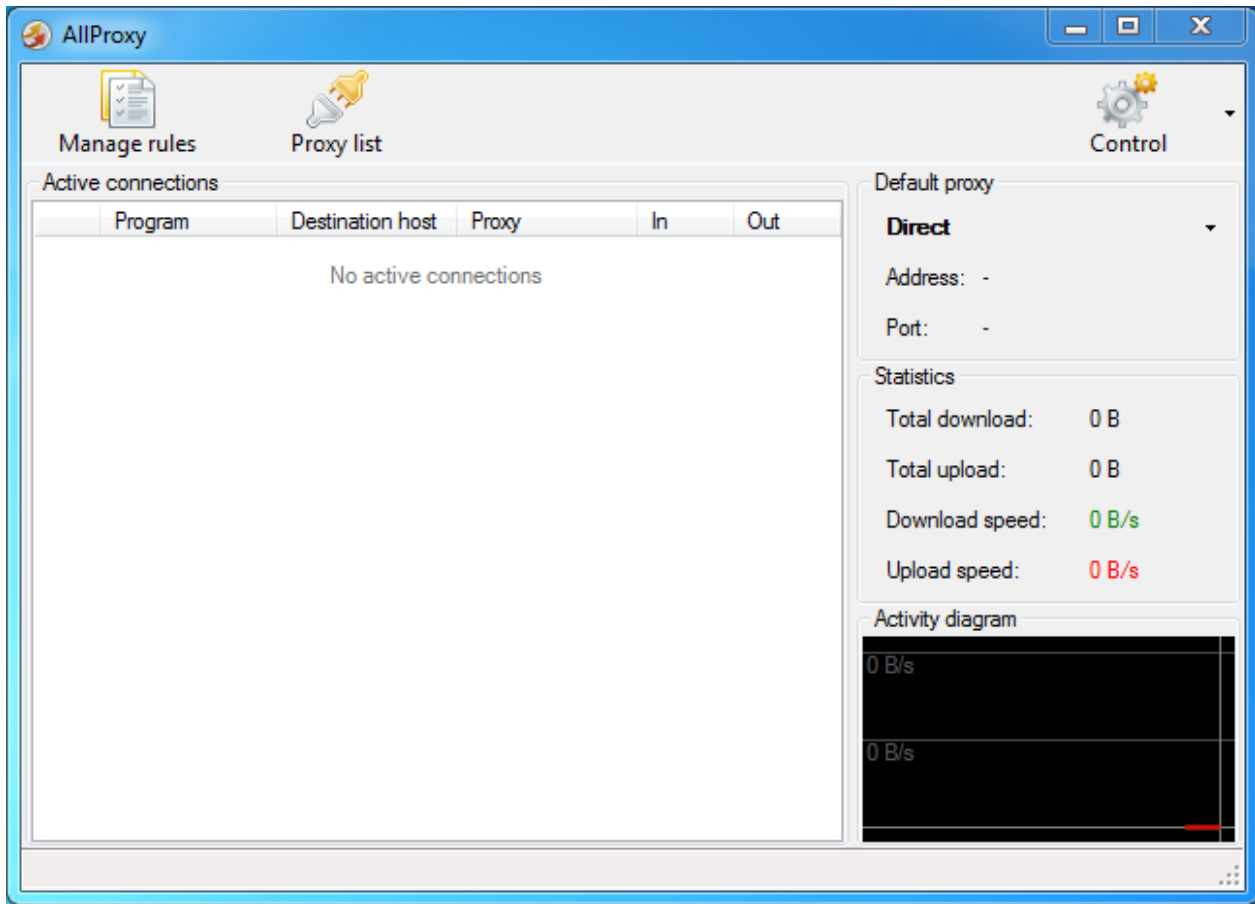 AllProxy
Manage rules Proxy list Control
Active connections
Program Destination host Proxy In Out
No active connections
Default proxy
Direct
Address: -
Port: -
Statistics
Total download: 0 B
Total upload: 0 B
Download speed: 0 B/s
Upload speed: 0 B/s
Activity diagram
0 B/s
0 B/s